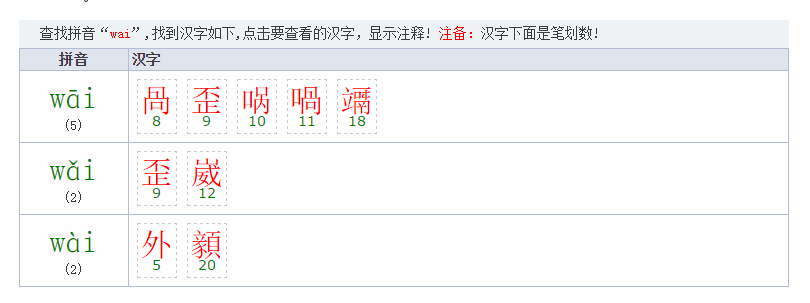 查找拼音“wai”,找到汉字如下,点击要查看的汉字，显示注释! 注备：汉字下面是笔划数!
拼音 汉字
wāi
(5)
咼 歪 㖞 喎 竵
8 9 10 11 18
wǎi
(2)
歪 崴
9 12
wài
(2)
外 顡
5 20